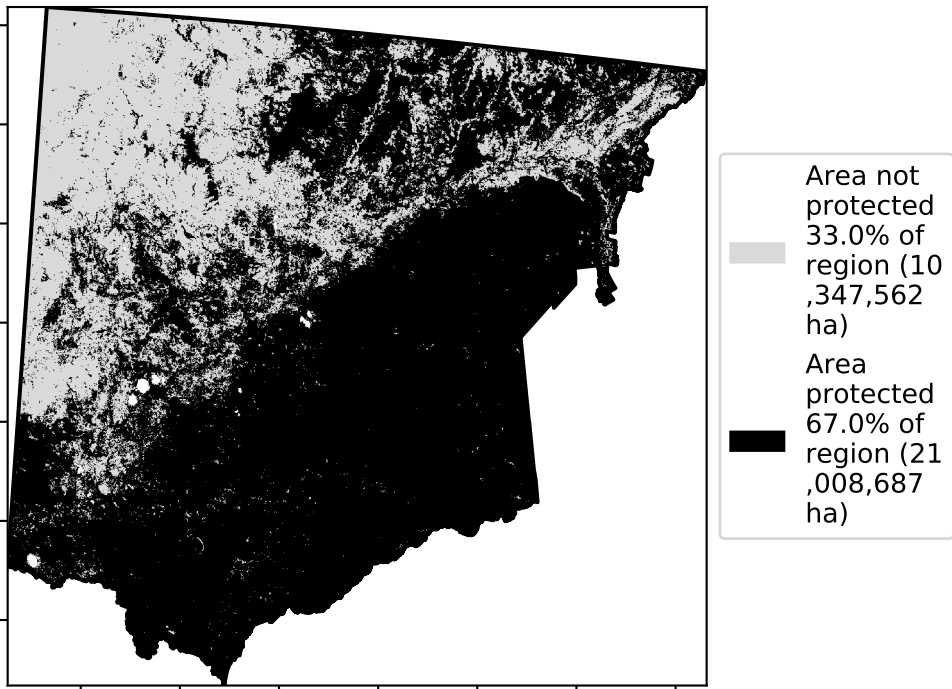 Area not
protected
33.0% of
region (10
,347,562
ha)
Area
protected
67.0% of
region (21
,008,687
ha)